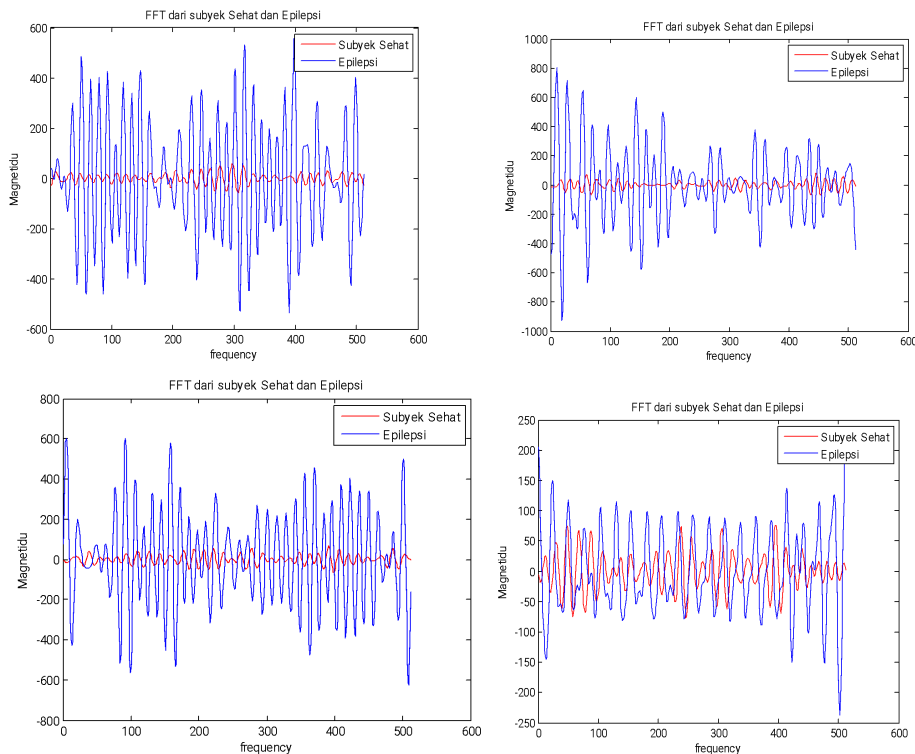 FFT dari subyek Sehat dan Epilepsi
600
400
200
0
-200
-400
-600
Magnetidu
Subyek Sehat
Epilepsi
0 100 200 300 400 500 600
frequency
FFT dari subyek Sehat dan Epilepsi
1000
800
600
400
200
0
-200
-400
-600
-800
-1000
Magnetidu
Subyek Sehat
Epilepsi
0 100 200 300 400 500 600
frequency
FFT dari subyek Sehat dan Epilepsi
800
600
400
200
0
-200
-400
-600
-800
Magnetidu
Subyek Sehat
Epilepsi
0 100 200 300 400 500 600
frequency
FFT dari subyek Sehat dan Epilepsi
250
200
150
100
50
0
-50
-100
-150
-200
-250
Magnetidu
Subyek Sehat
Epilepsi
0 100 200 300 400 500 600
frequency